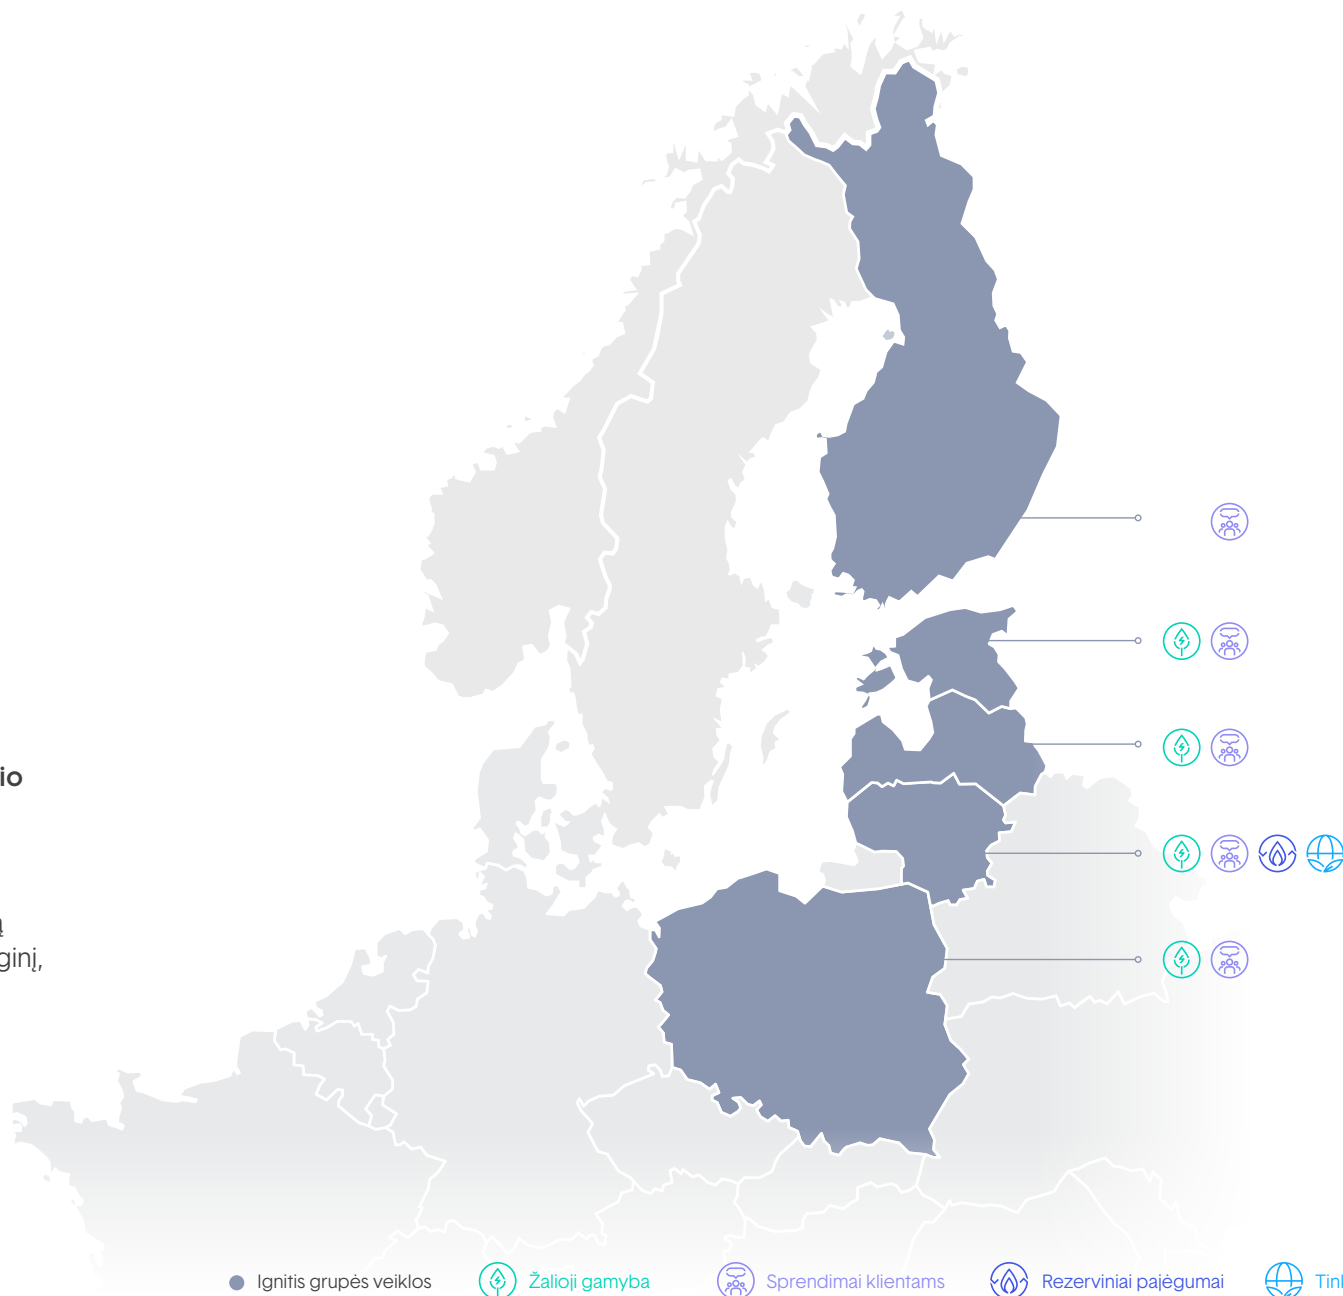 io
ą
ginį,
Ignitis grupės veiklos
Žalioji gamyba
Sprendimai klientams
Rezerviniai pajėgumai
Tinl